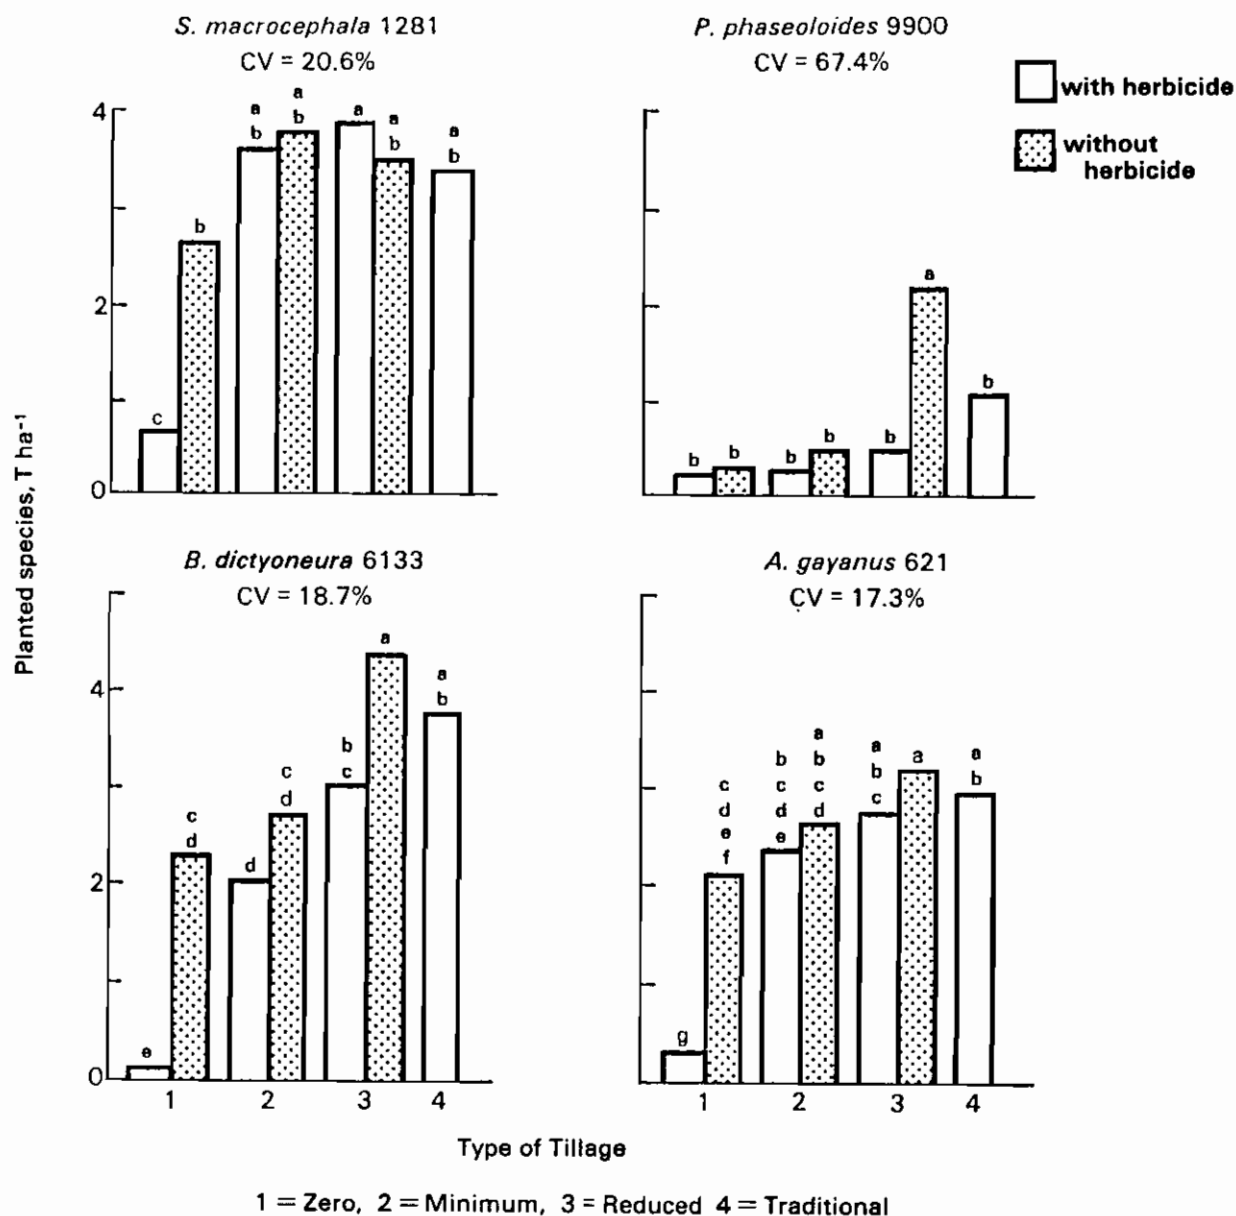 S. macrocephala 1281
CV = 20.6%
P. phaseoloides 9900
CV = 67.4%
with herbicide
without
herbicide
Planted species, T ha⁻¹
4
2
0
c
b
a
b
a
b
a
a
b
a
b
b
b
b
b
b
a
b
B. dictyoneura 6133
CV = 18.7%
A. gayanus 621
CV = 17.3%
4
2
0
e
c
d
d
c
d
b
c
a
a
b
g
c
d
e
f
b
c
d
e
a
b
c
d
a
b
c
a
a
b
1 2 3 4
1 2 3 4
Type of Tillage
1 = Zero, 2 = Minimum, 3 = Reduced 4 = Traditional